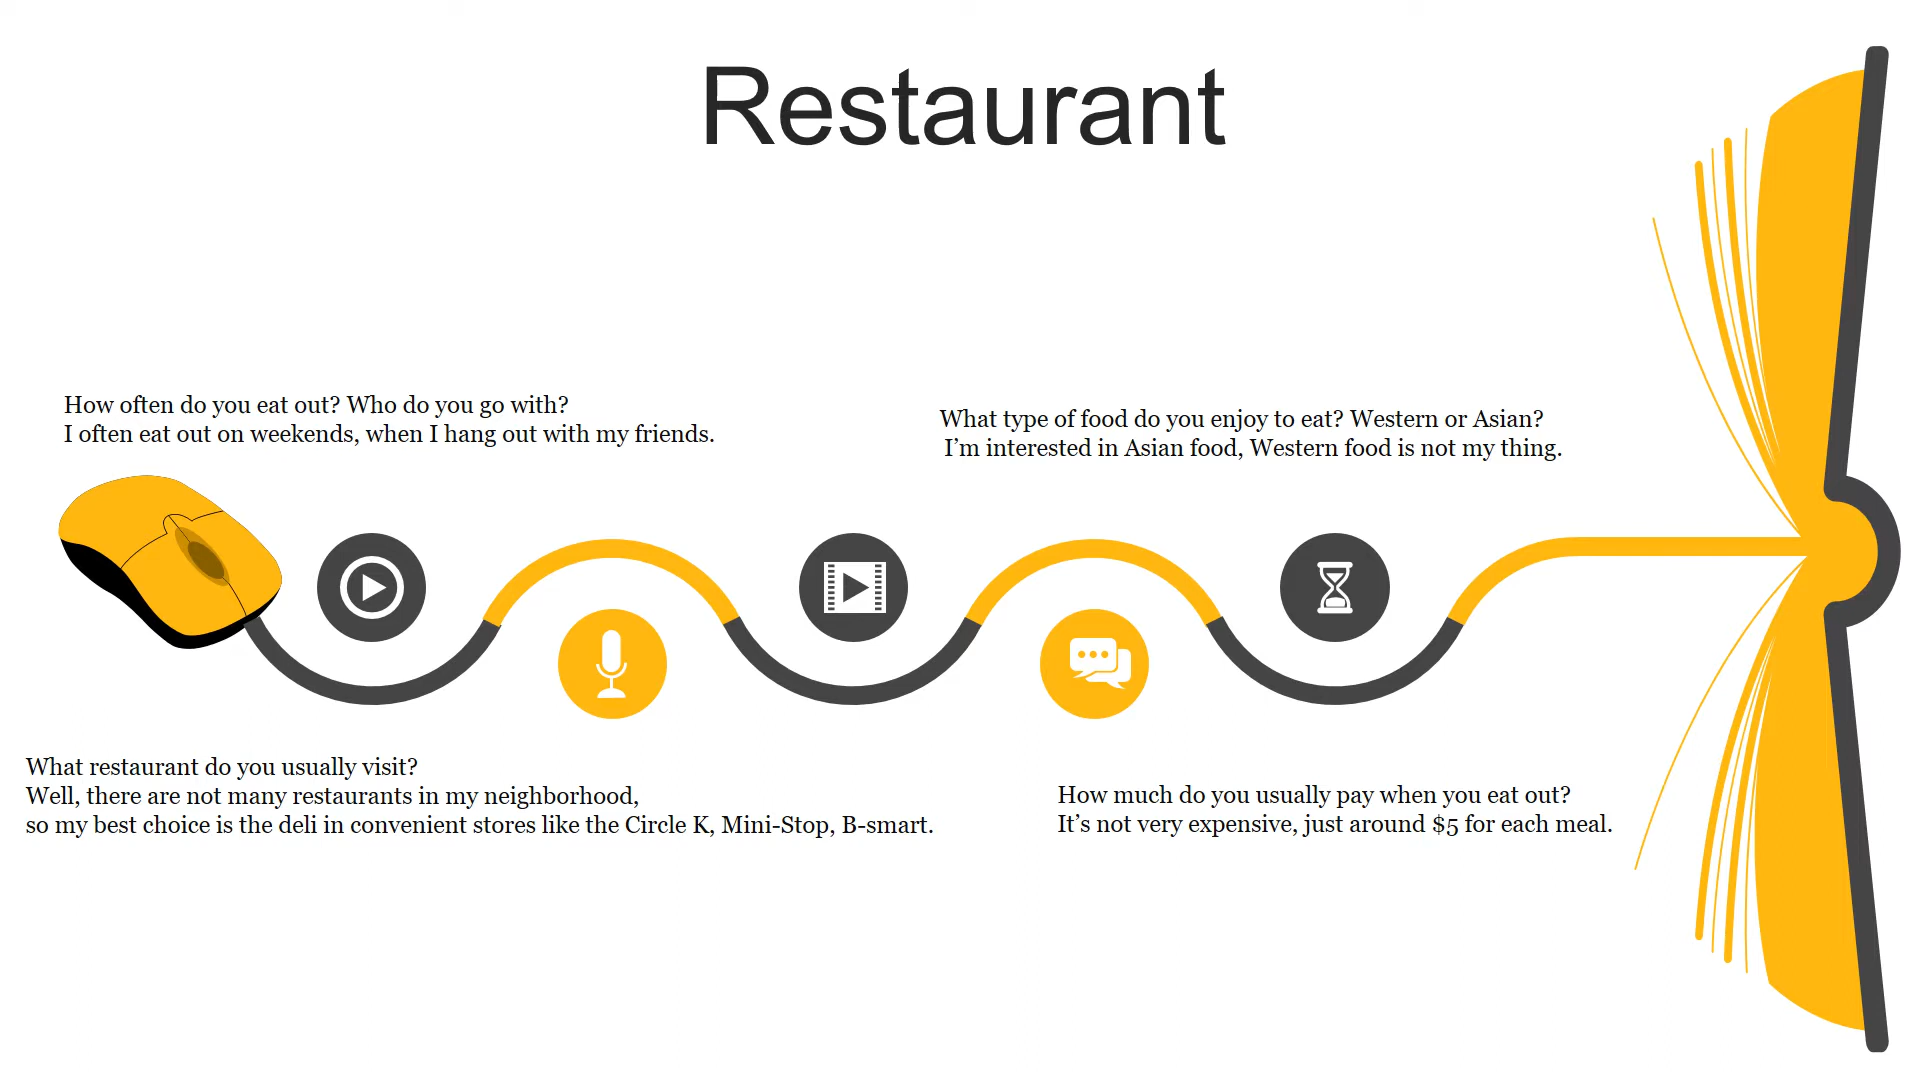 Restaurant
How often do you eat out? Who do you go with?
I often eat out on weekends, when I hang out with my friends.
What type of food do you enjoy to eat? Western or Asian?
I’m interested in Asian food, Western food is not my thing.
What restaurant do you usually visit?
Well, there are not many restaurants in my neighborhood,
so my best choice is the deli in convenient stores like the Circle K, Mini-Stop, B-smart.
How much do you usually pay when you eat out?
It’s not very expensive, just around $5 for each meal.